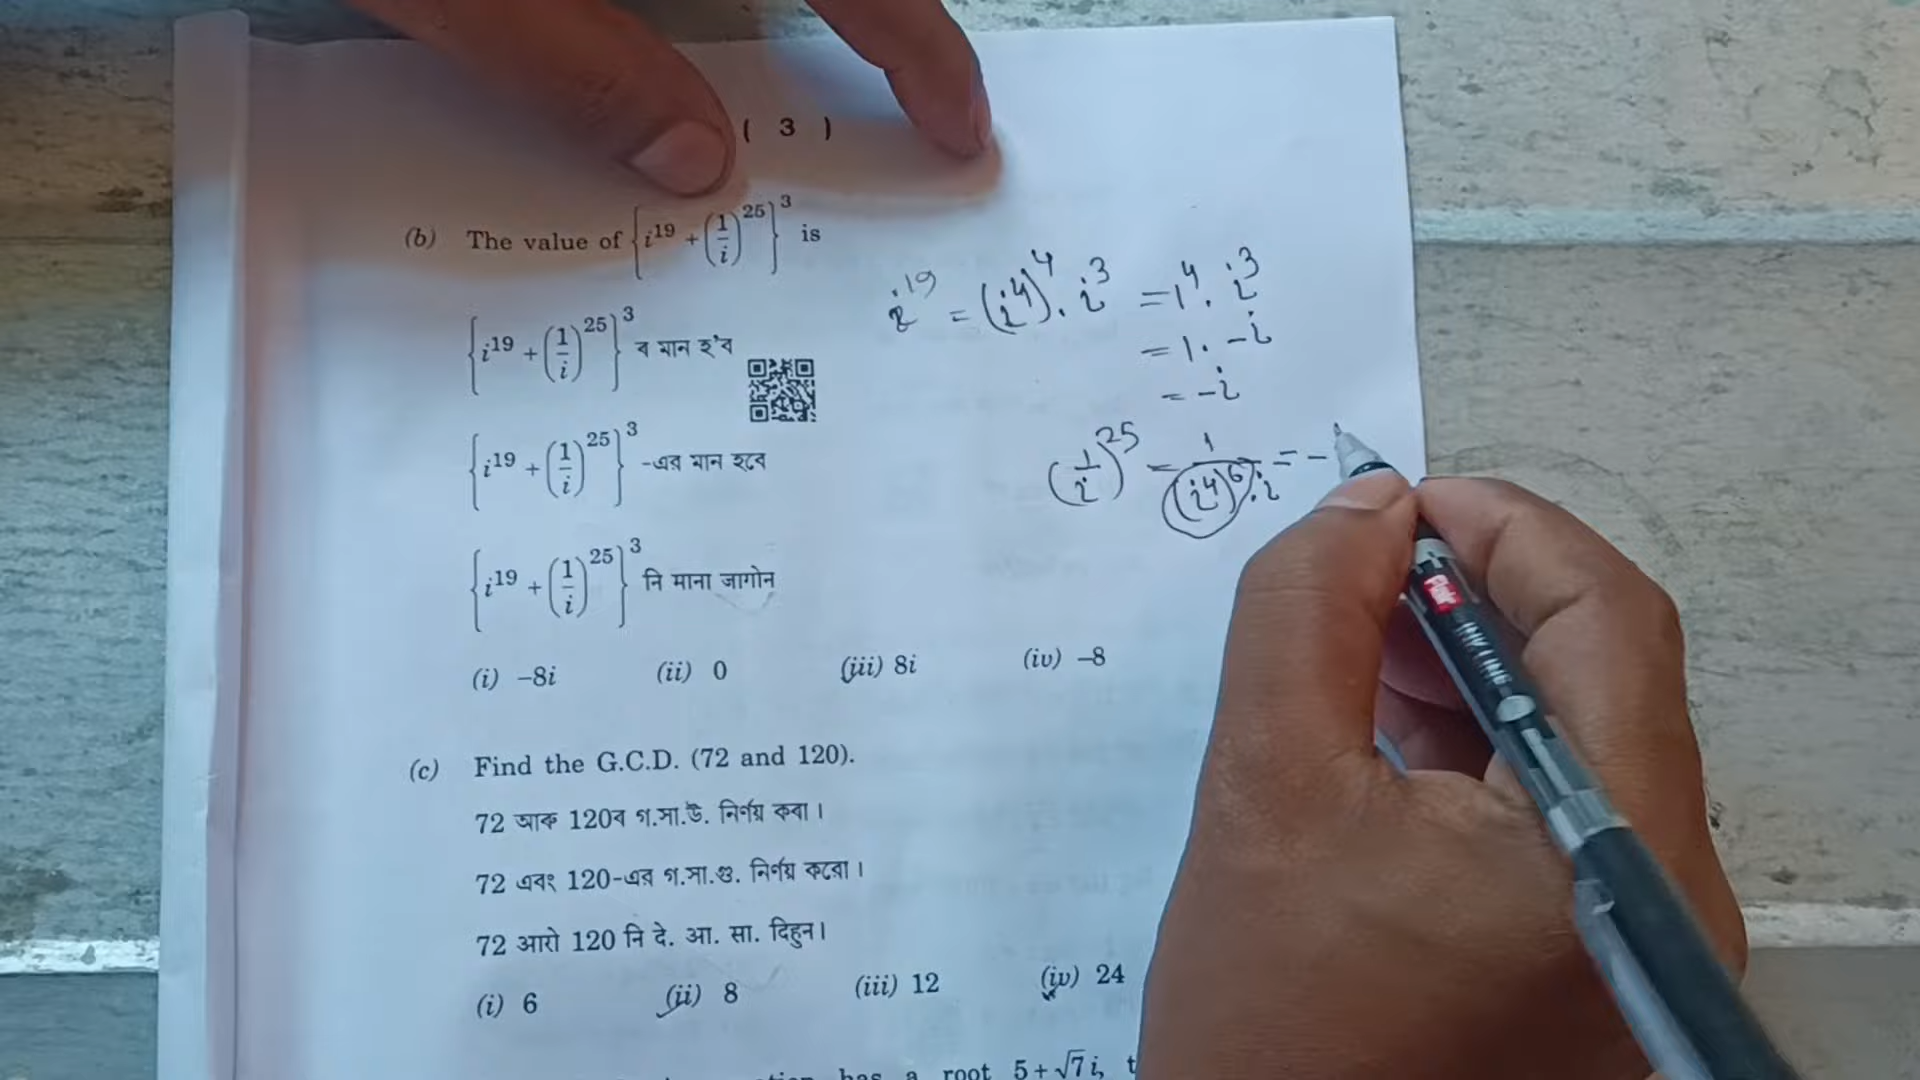 ( 3 )
(b) The value of {i^19 + (1/i)^25}^3 is
{i^19 + (1/i)^25}^3 ৰ মান হ'ব
{i^19 + (1/i)^25}^3 -এর মান হবে
{i^19 + (1/i)^25}^3 नि माना जागोन
(i) –8i (ii) 0 (iii) 8i (iv) –8
i^19 = (i^4)^4 . i^3 = 1^4 . i^3
= 1 . -i
= -i
(1/i)^25 = 1/((i^4)^6 . i) = -
(c) Find the G.C.D. (72 and 120).
72 আৰু 120ৰ গ.সা.উ. নিৰ্ণয় কৰা।
72 এবং 120-এর গ.সা.গু. নির্ণয় করো।
72 आरो 120 नि दे. आ. सा. दिहुन।
(i) 6 (ii) 8 (iii) 12 (iv) 24
has a root 5+√7i,
PIN LINE